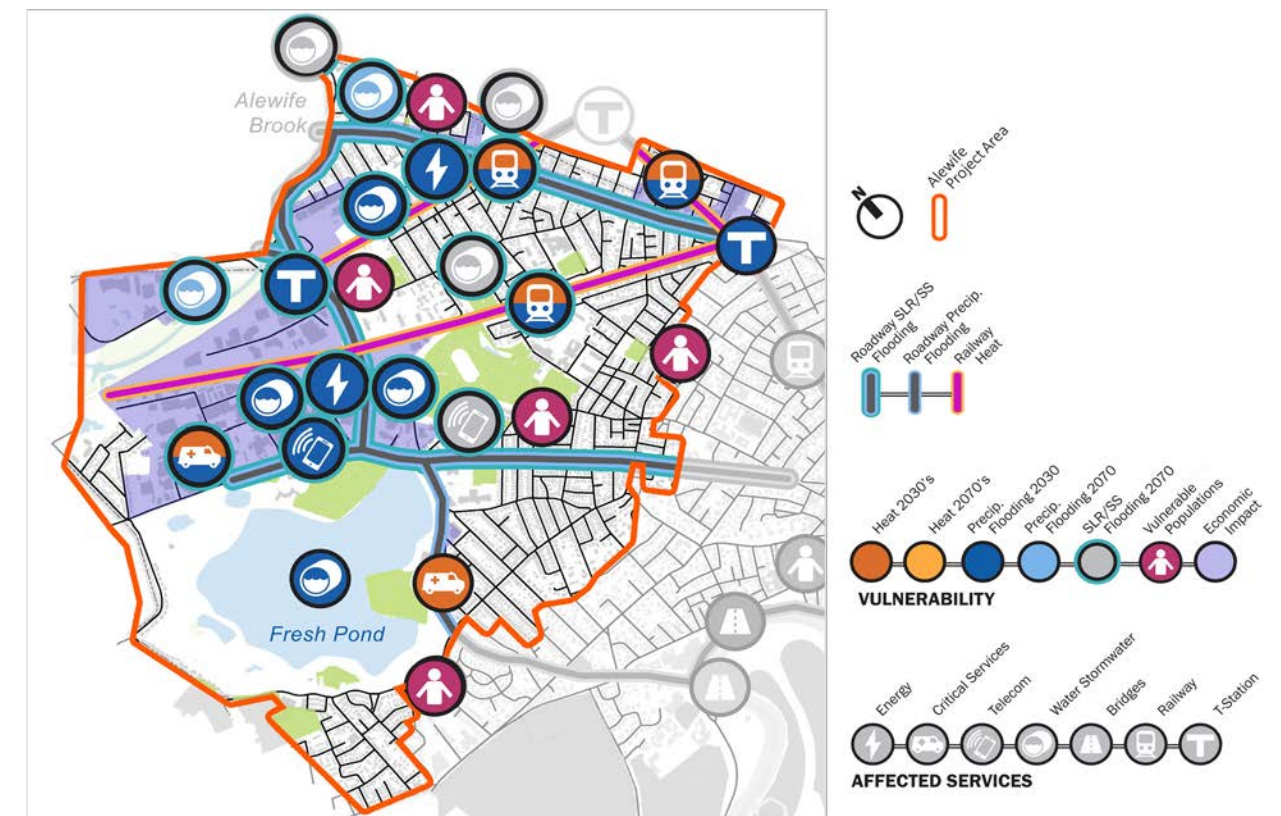 Alewife
Brook
Fresh Pond
N
Alewife
Project Area
Roadway SLR/SS
Flooding
Roadway Precip.
Flooding
Railway
Heat
Heat 2030's
Heat 2070's
Precip.
Flooding 2030
Precip.
Flooding 2070
SLR/SS
Flooding 2070
Vulnerable
Populations
Economic
Impact
VULNERABILITY
Energy
Critical Services
Telecom
Water Stormwater
Bridges
Railway
T-Station
AFFECTED SERVICES